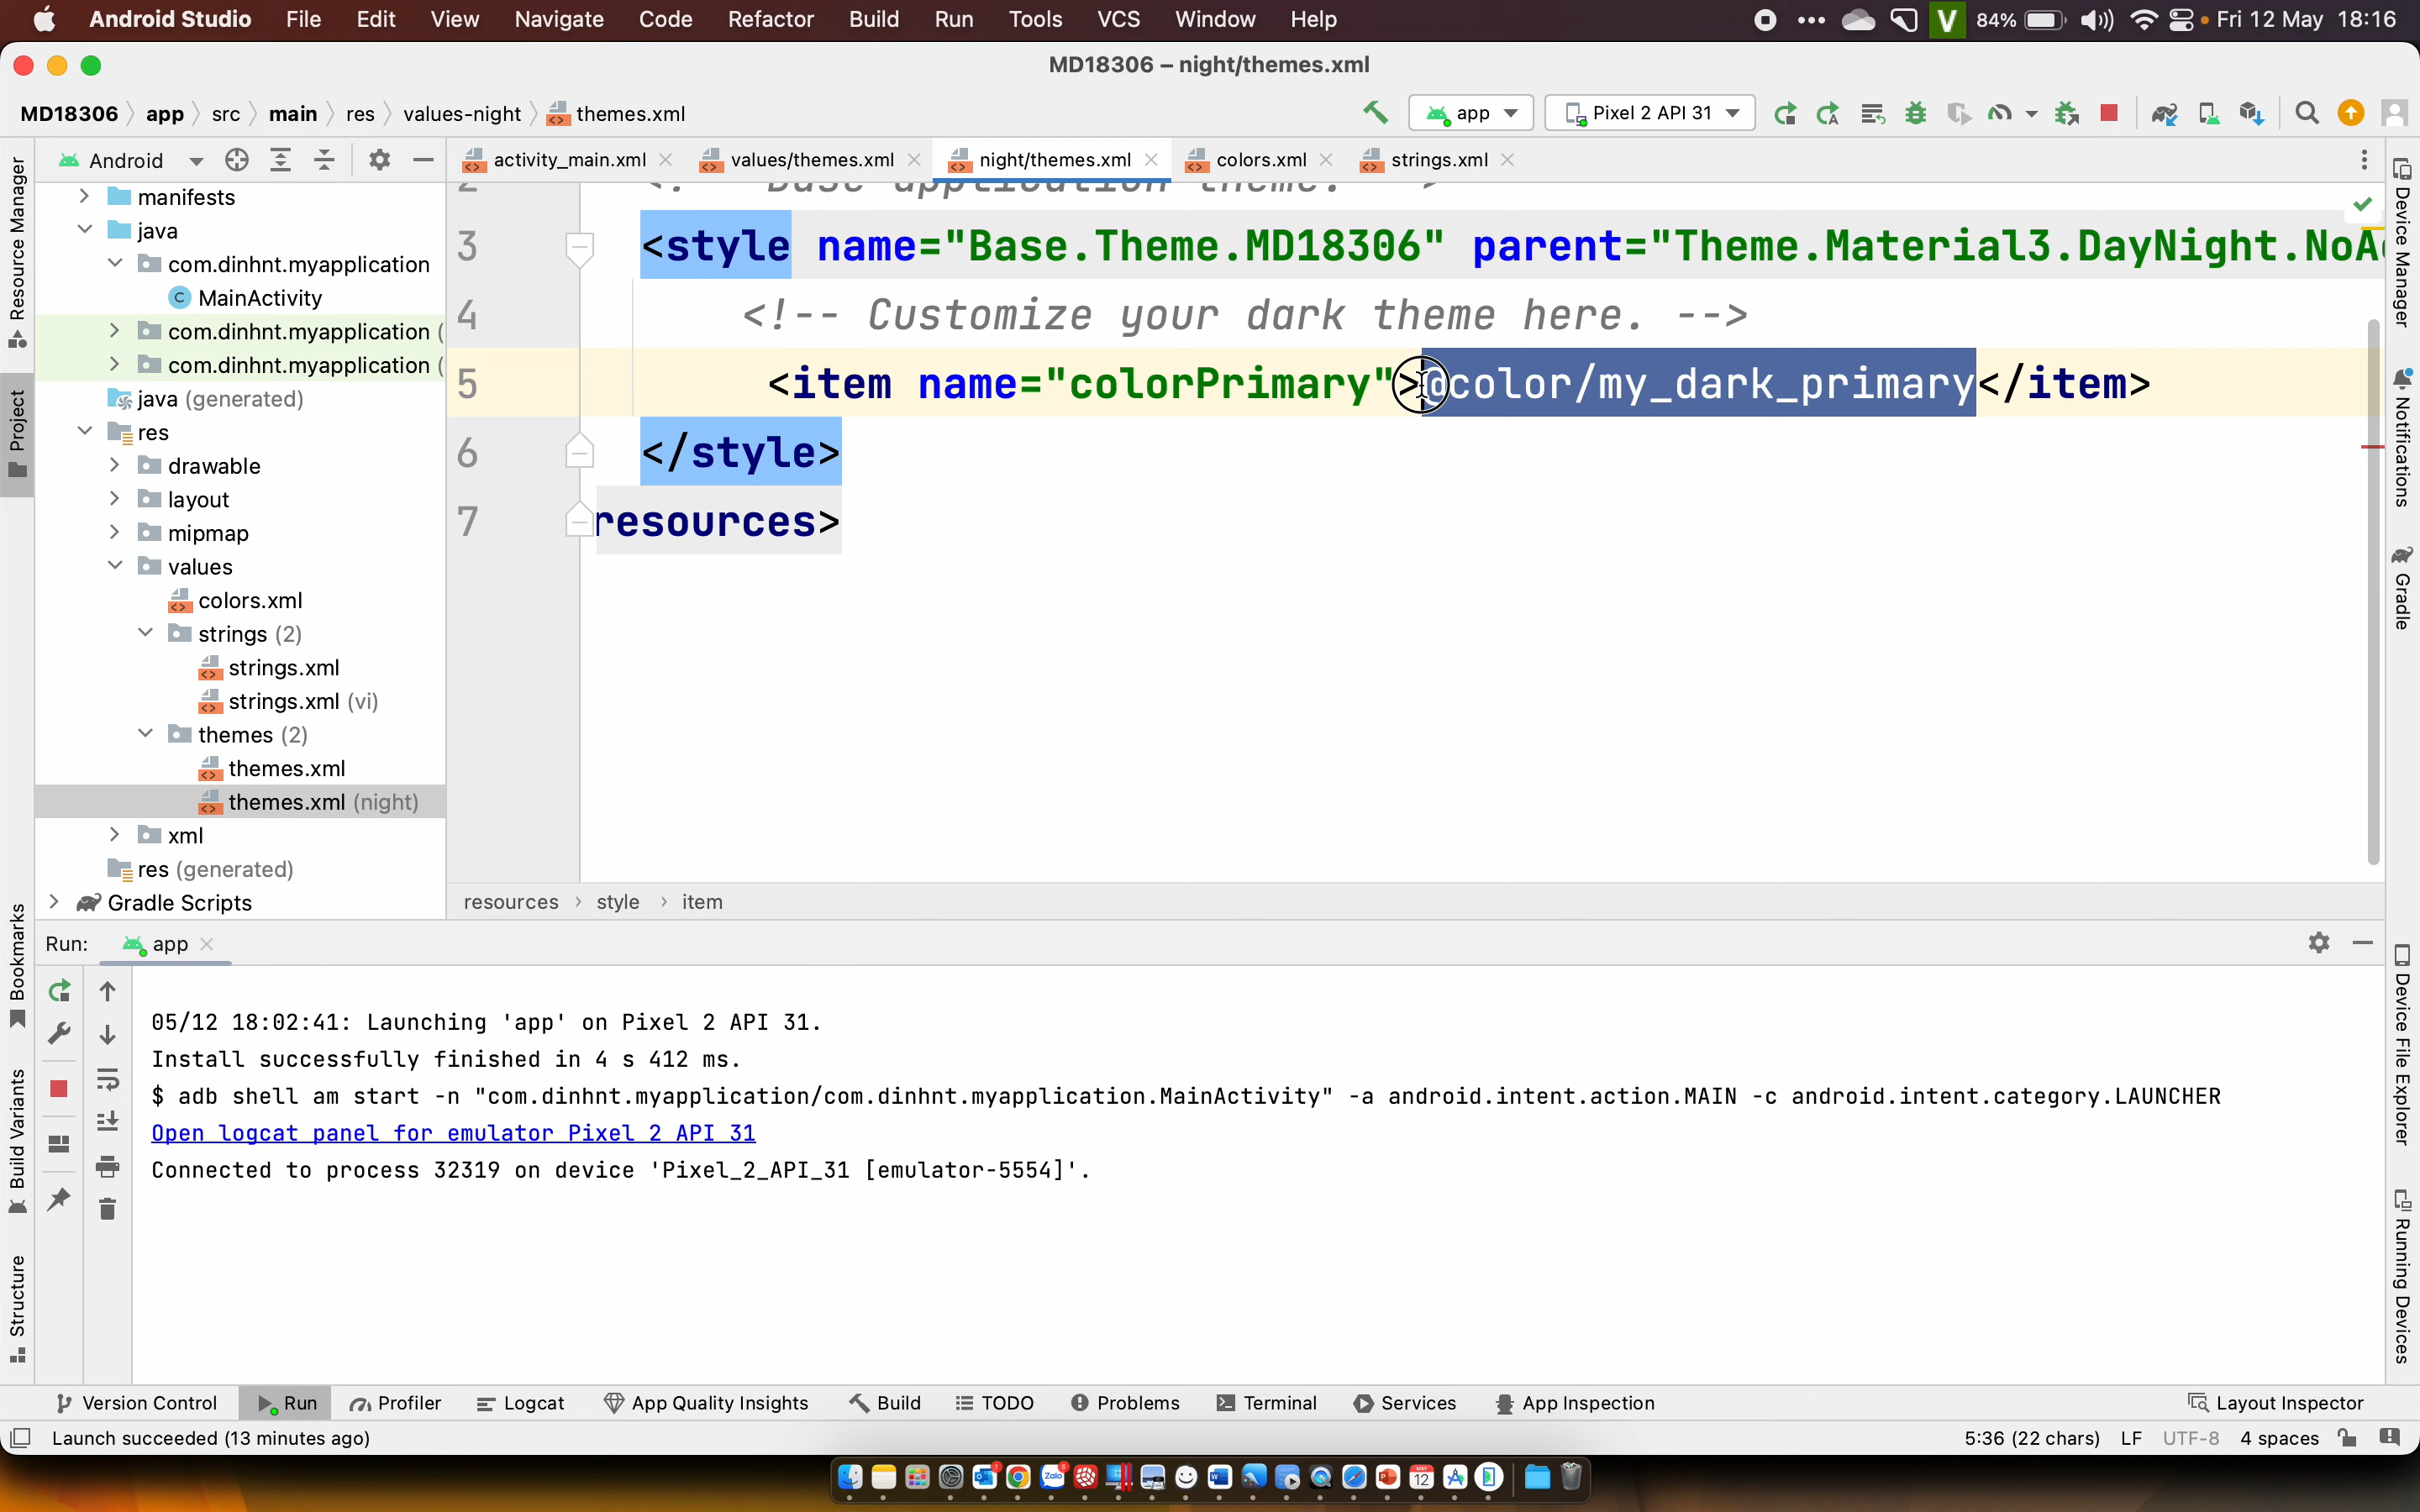 Android Studio File Edit View Navigate Code Refactor Build Run Tools VCS Window Help V 84% Fri 12 May 18:16
MD18306 – night/themes.xml
MD18306 app src main res values-night themes.xml app Pixel 2 API 31
Android activity_main.xml values/themes.xml night/themes.xml colors.xml strings.xml
Resource Manager
Project
Bookmarks
Build Variants
Structure
manifests
java
com.dinhnt.myapplication
MainActivity
com.dinhnt.myapplication (
com.dinhnt.myapplication (
java (generated)
res
drawable
layout
mipmap
values
colors.xml
strings (2)
strings.xml
strings.xml (vi)
themes (2)
themes.xml
themes.xml (night)
xml
res (generated)
Gradle Scripts
2 <!-- Base application theme. -->
3 <style name="Base.Theme.MD18306" parent="Theme.Material3.DayNight.NoA
4 <!-- Customize your dark theme here. -->
5 <item name="colorPrimary">@color/my_dark_primary</item>
6 </style>
7 resources>
resources › style › item
Device Manager
Notifications
Gradle
Device File Explorer
Running Devices
Run: app
05/12 18:02:41: Launching 'app' on Pixel 2 API 31.
Install successfully finished in 4 s 412 ms.
$ adb shell am start -n "com.dinhnt.myapplication/com.dinhnt.myapplication.MainActivity" -a android.intent.action.MAIN -c android.intent.category.LAUNCHER
Open logcat panel for emulator Pixel 2 API 31
Connected to process 32319 on device 'Pixel_2_API_31 [emulator-5554]'.
Version Control Run Profiler Logcat App Quality Insights Build TODO Problems Terminal Services App Inspection Layout Inspector
Launch succeeded (13 minutes ago) 5:36 (22 chars) LF UTF-8 4 spaces
Zalo 12